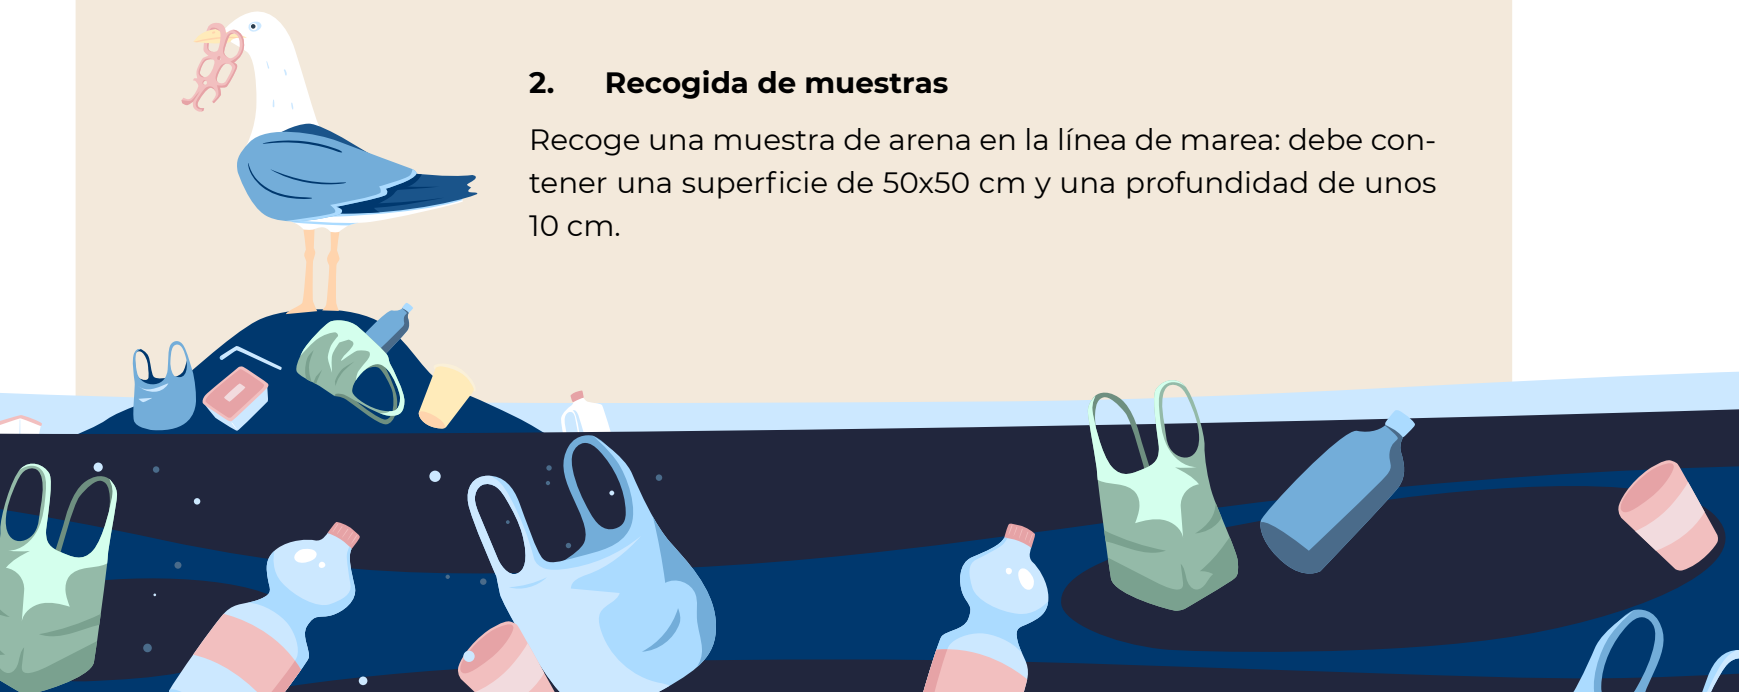 2. Recogida de muestras
Recoge una muestra de arena en la línea de marea: debe con-
tener una superficie de 50x50 cm y una profundidad de unos
10 cm.